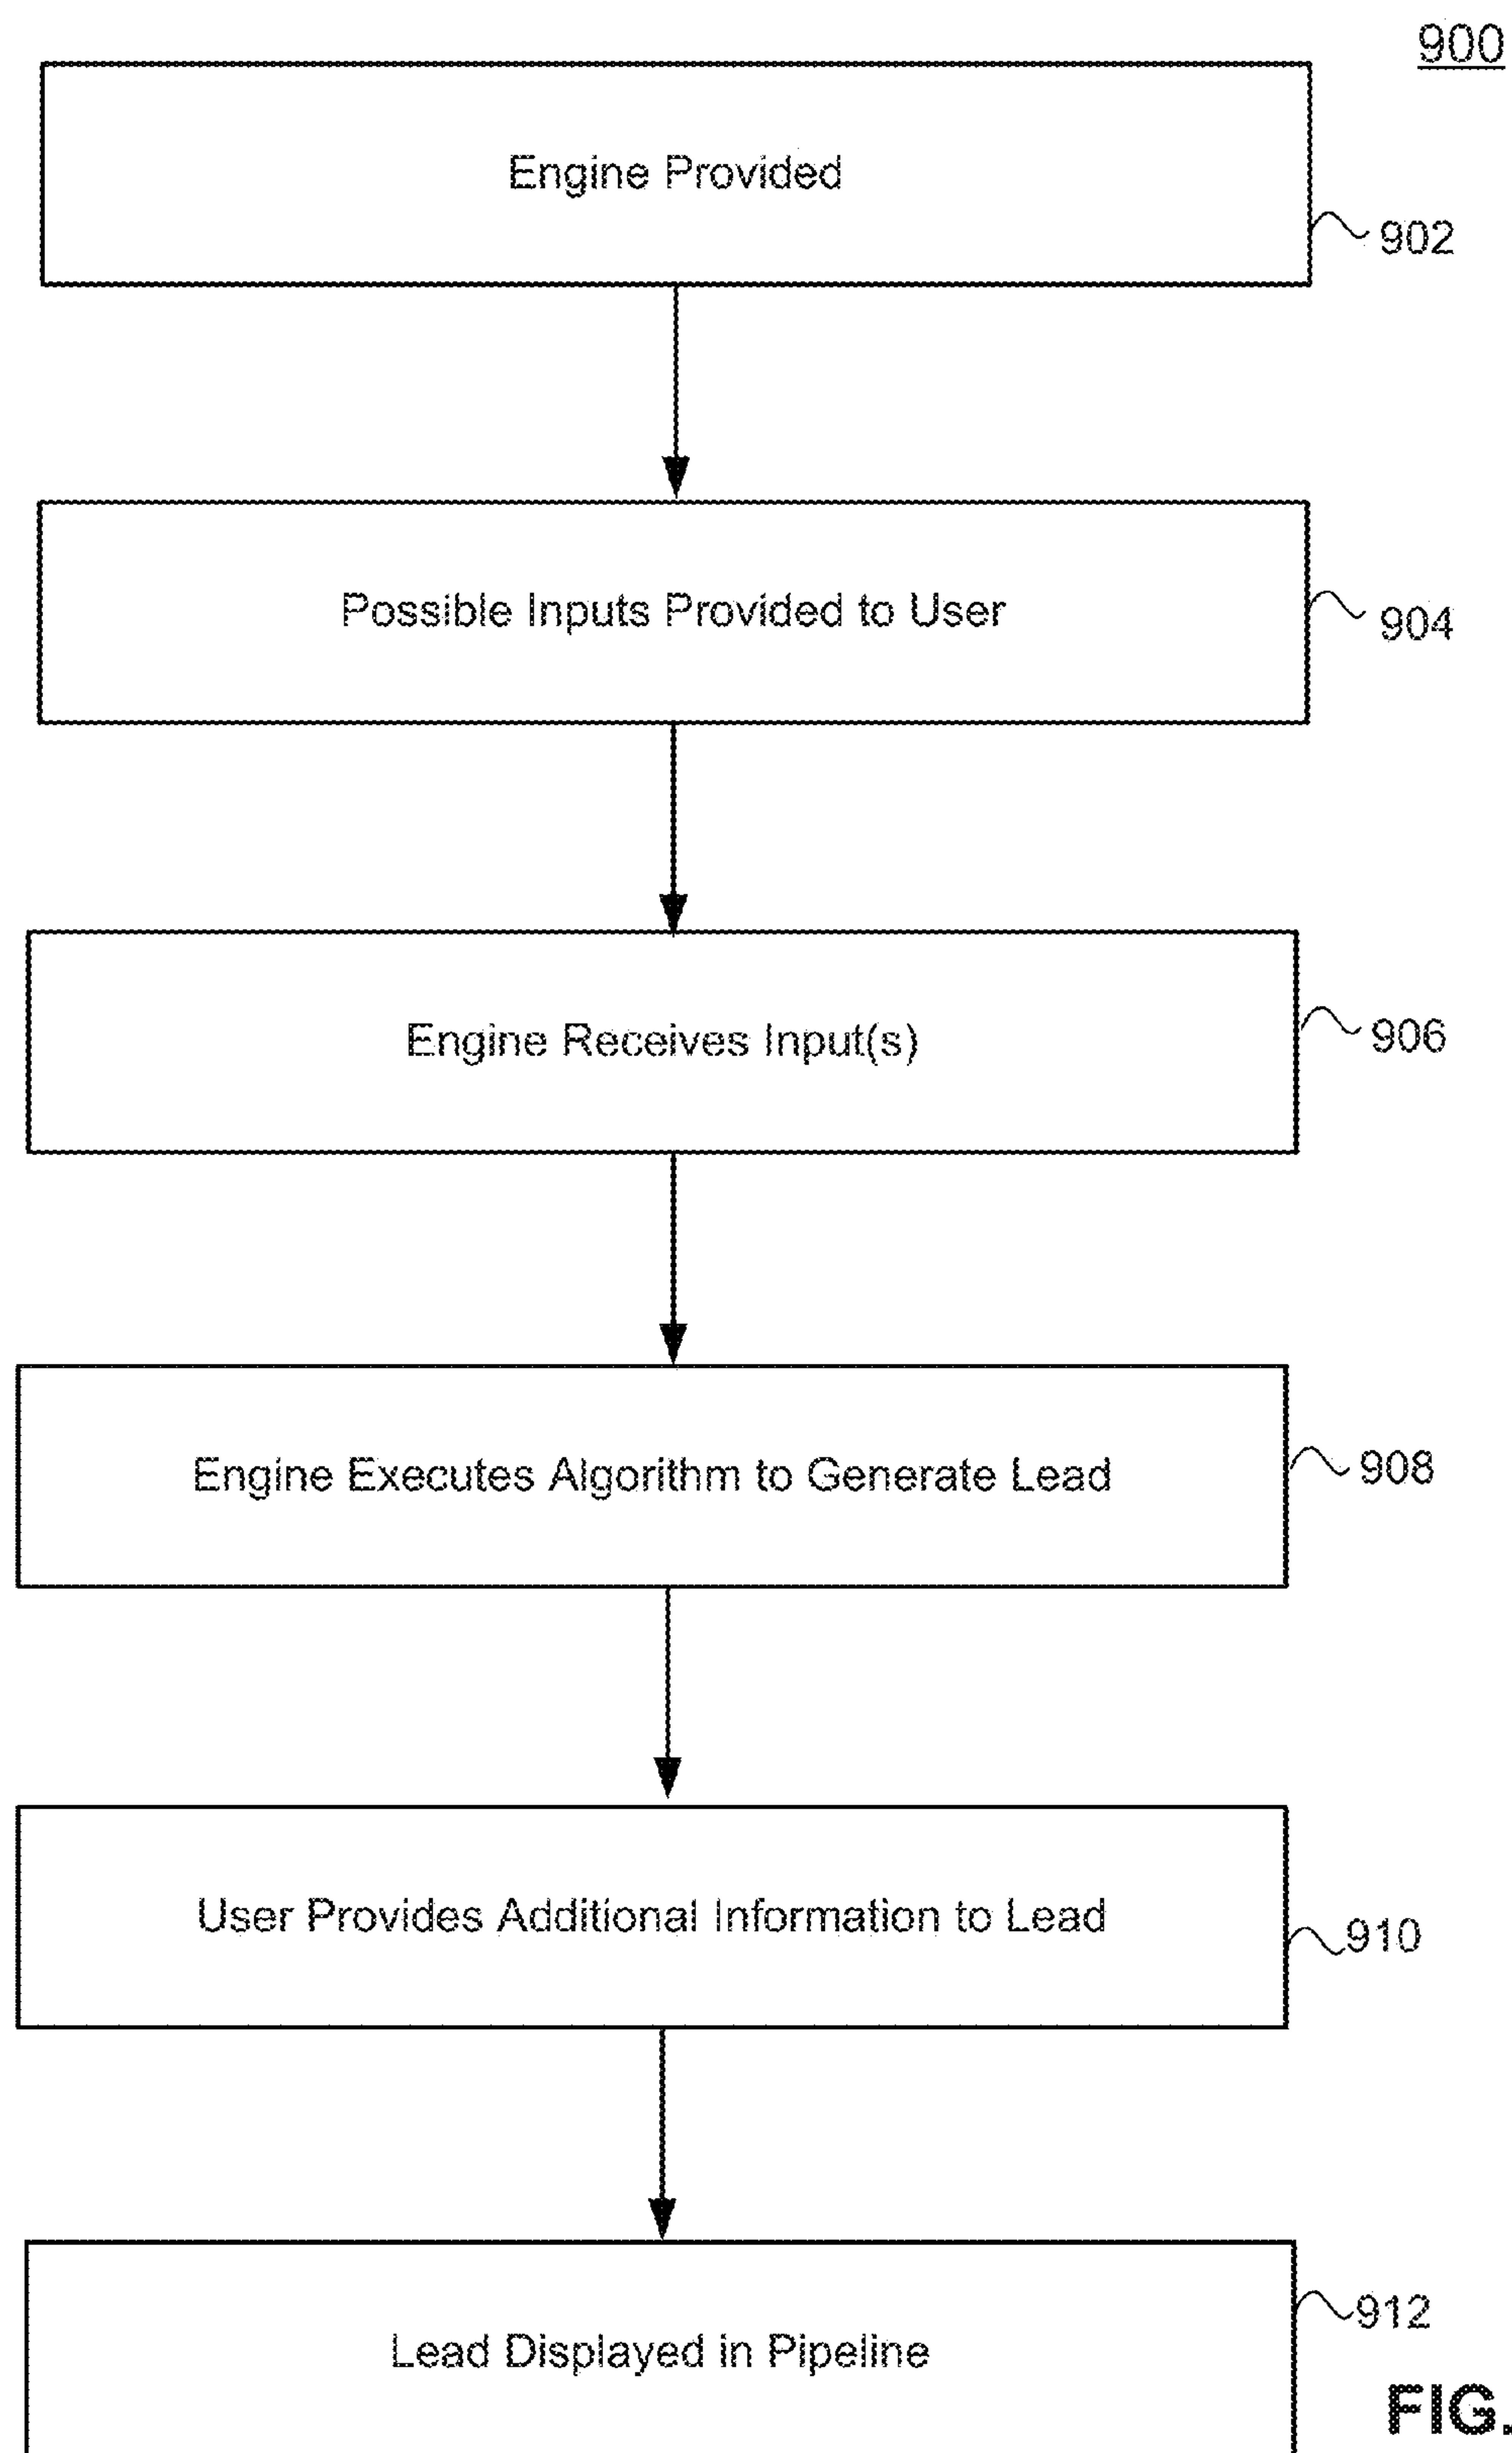 900
Engine Provided
902
Possible Inputs Provided to User
904
Engine Receives Input(s)
906
Engine Executes Algorithm to Generate Lead
908
User Provides Additional Information to Lead
910
Lead Displayed in Pipeline
912
FIG.